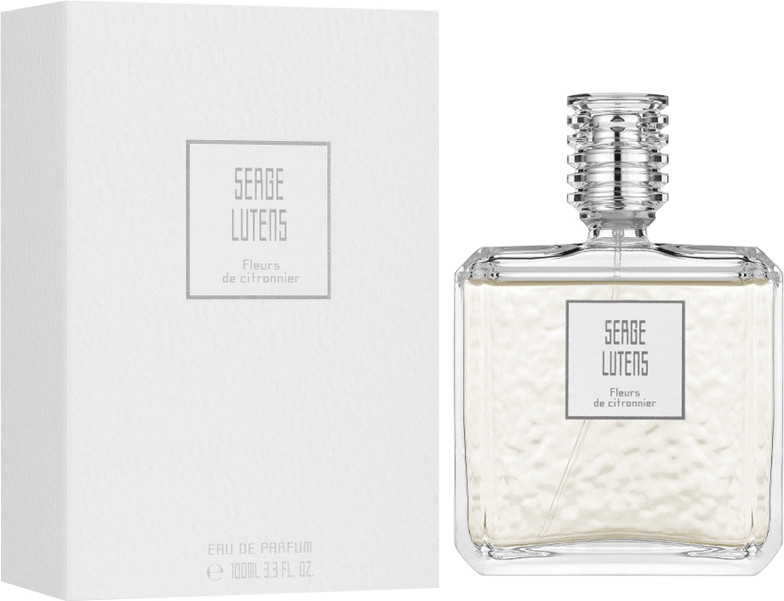 SERGE
LUTENS
Fleurs
de citronnier
EAU DE PARFUM
℮ 100ML 3.3 FL. OZ.
SERGE
LUTENS
Fleurs
de citronnier